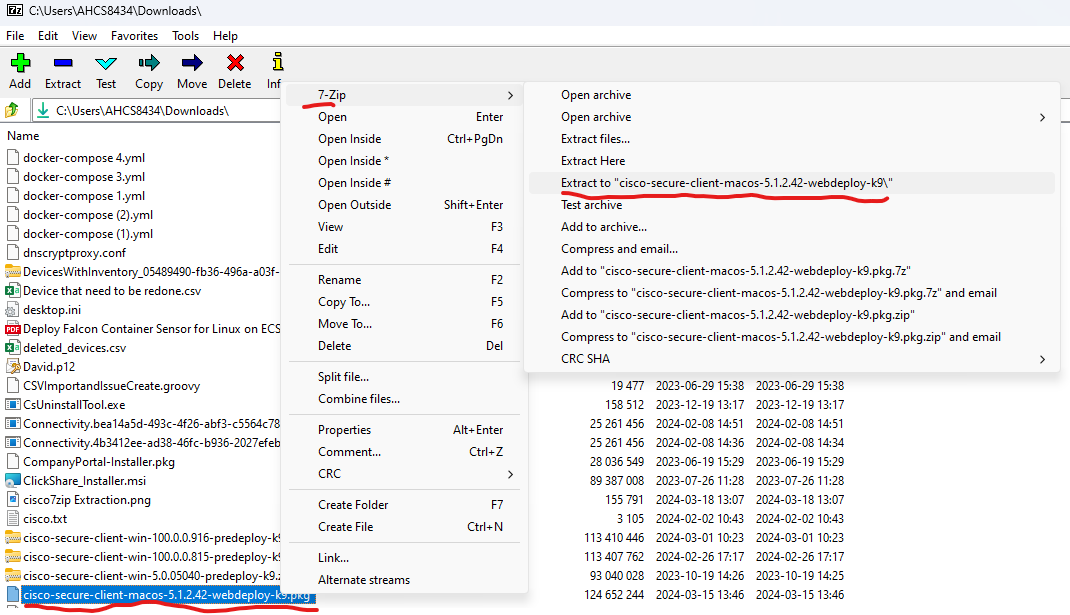 7z C:\Users\AHCS8434\Downloads\
File Edit View Favorites Tools Help
Add Extract Test Copy Move Delete Inf
C:\Users\AHCS8434\Downloads\
Name
docker-compose 4.yml
docker-compose 3.yml
docker-compose 1.yml
docker-compose (2).yml
docker-compose (1).yml
dnscryptproxy.conf
DevicesWithInventory_05489490-fb36-496a-a03f-
Device that need to be redone.csv
desktop.ini
PDF Deploy Falcon Container Sensor for Linux on ECS
deleted_devices.csv
David.p12
CSVImportandIssueCreate.groovy
CsUninstallTool.exe
Connectivity.bea14a5d-493c-4f26-abf3-c5564c78
Connectivity.4b3412ee-ad38-46fc-b936-2027efeb
CompanyPortal-Installer.pkg
ClickShare_Installer.msi
cisco7zip Extraction.png
cisco.txt
cisco-secure-client-win-100.0.0.916-predeploy-k9
cisco-secure-client-win-100.0.0.815-predeploy-k9
cisco-secure-client-win-5.0.05040-predeploy-k9.z
cisco-secure-client-macos-5.1.2.42-webdeploy-k9.pkg
7-Zip
Open Enter
Open Inside Ctrl+PgDn
Open Inside *
Open Inside #
Open Outside Shift+Enter
View F3
Edit F4
Rename F2
Copy To... F5
Move To... F6
Delete Del
Split file...
Combine files...
Properties Alt+Enter
Comment... Ctrl+Z
CRC
Create Folder F7
Create File Ctrl+N
Link...
Alternate streams
Open archive
Open archive
Extract files...
Extract Here
Extract to "cisco-secure-client-macos-5.1.2.42-webdeploy-k9\"
Test archive
Add to archive...
Compress and email...
Add to "cisco-secure-client-macos-5.1.2.42-webdeploy-k9.pkg.7z"
Compress to "cisco-secure-client-macos-5.1.2.42-webdeploy-k9.pkg.7z" and email
Add to "cisco-secure-client-macos-5.1.2.42-webdeploy-k9.pkg.zip"
Compress to "cisco-secure-client-macos-5.1.2.42-webdeploy-k9.pkg.zip" and email
CRC SHA
19 477 2023-06-29 15:38 2023-06-29 15:38
158 512 2023-12-19 13:17 2023-12-19 13:17
25 261 456 2024-02-08 14:51 2024-02-08 14:51
25 261 456 2024-02-08 14:36 2024-02-08 14:34
28 036 549 2023-06-19 15:29 2023-06-19 15:29
89 387 008 2023-07-26 11:28 2023-07-26 11:28
155 791 2024-03-18 13:07 2024-03-18 13:07
3 105 2024-02-02 10:43 2024-02-02 10:43
113 410 446 2024-03-01 10:23 2024-03-01 10:23
113 407 762 2024-02-26 17:17 2024-02-26 17:17
93 040 028 2023-10-19 14:26 2023-10-19 14:25
124 652 244 2024-03-15 13:46 2024-03-15 13:46